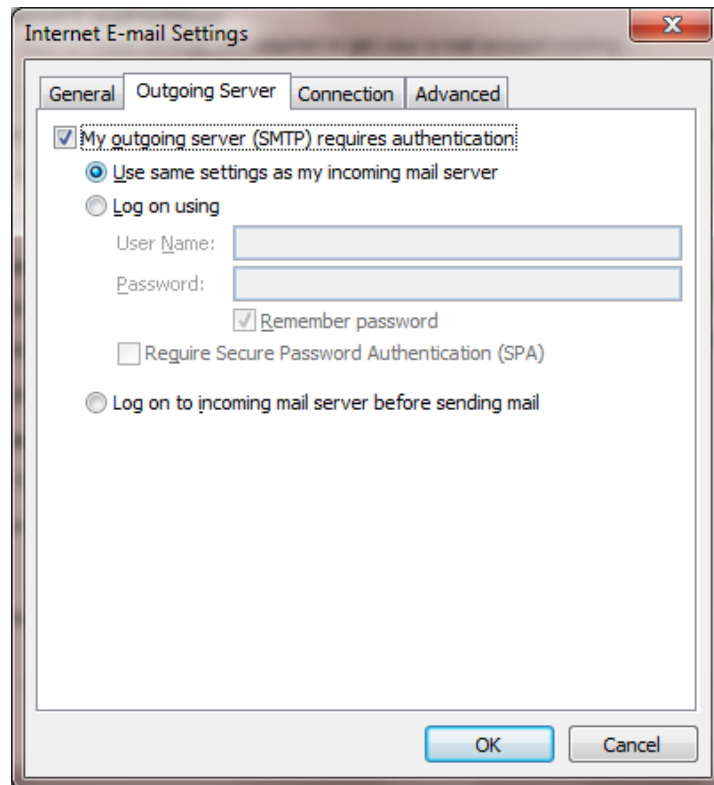 Internet E-mail Settings
General Outgoing Server Connection Advanced
My outgoing server (SMTP) requires authentication
Use same settings as my incoming mail server
Log on using
User Name:
Password:
Remember password
Require Secure Password Authentication (SPA)
Log on to incoming mail server before sending mail
OK Cancel